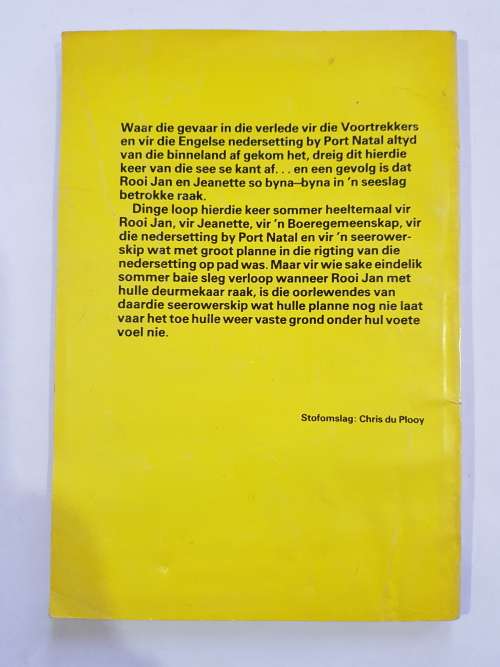 Waar die gevaar in die verlede vir die Voortrekkers
en vir die Engelse nedersetting by Port Natal altyd
van die binneland af gekom het, dreig dit hierdie
keer van die see se kant af. . . en een gevolg is dat
Rooi Jan en Jeanette so byna–byna in 'n seeslag
betrokke raak.
Dinge loop hierdie keer sommer heeltemaal vir
Rooi Jan, vir Jeanette, vir 'n Boeregemeenskap, vir
die nedersetting by Port Natal en vir 'n seerower-
skip wat met groot planne in die rigting van die
nedersetting op pad was. Maar vir wie sake eindelik
sommer baie sleg verloop wanneer Rooi Jan met
hulle deurmekaar raak, is die oorlewendes van
daardie seerowerskip wat hulle planne nog nie laat
vaar het toe hulle weer vaste grond onder hul voete
voel nie.
Stofomslag: Chris du Plooy